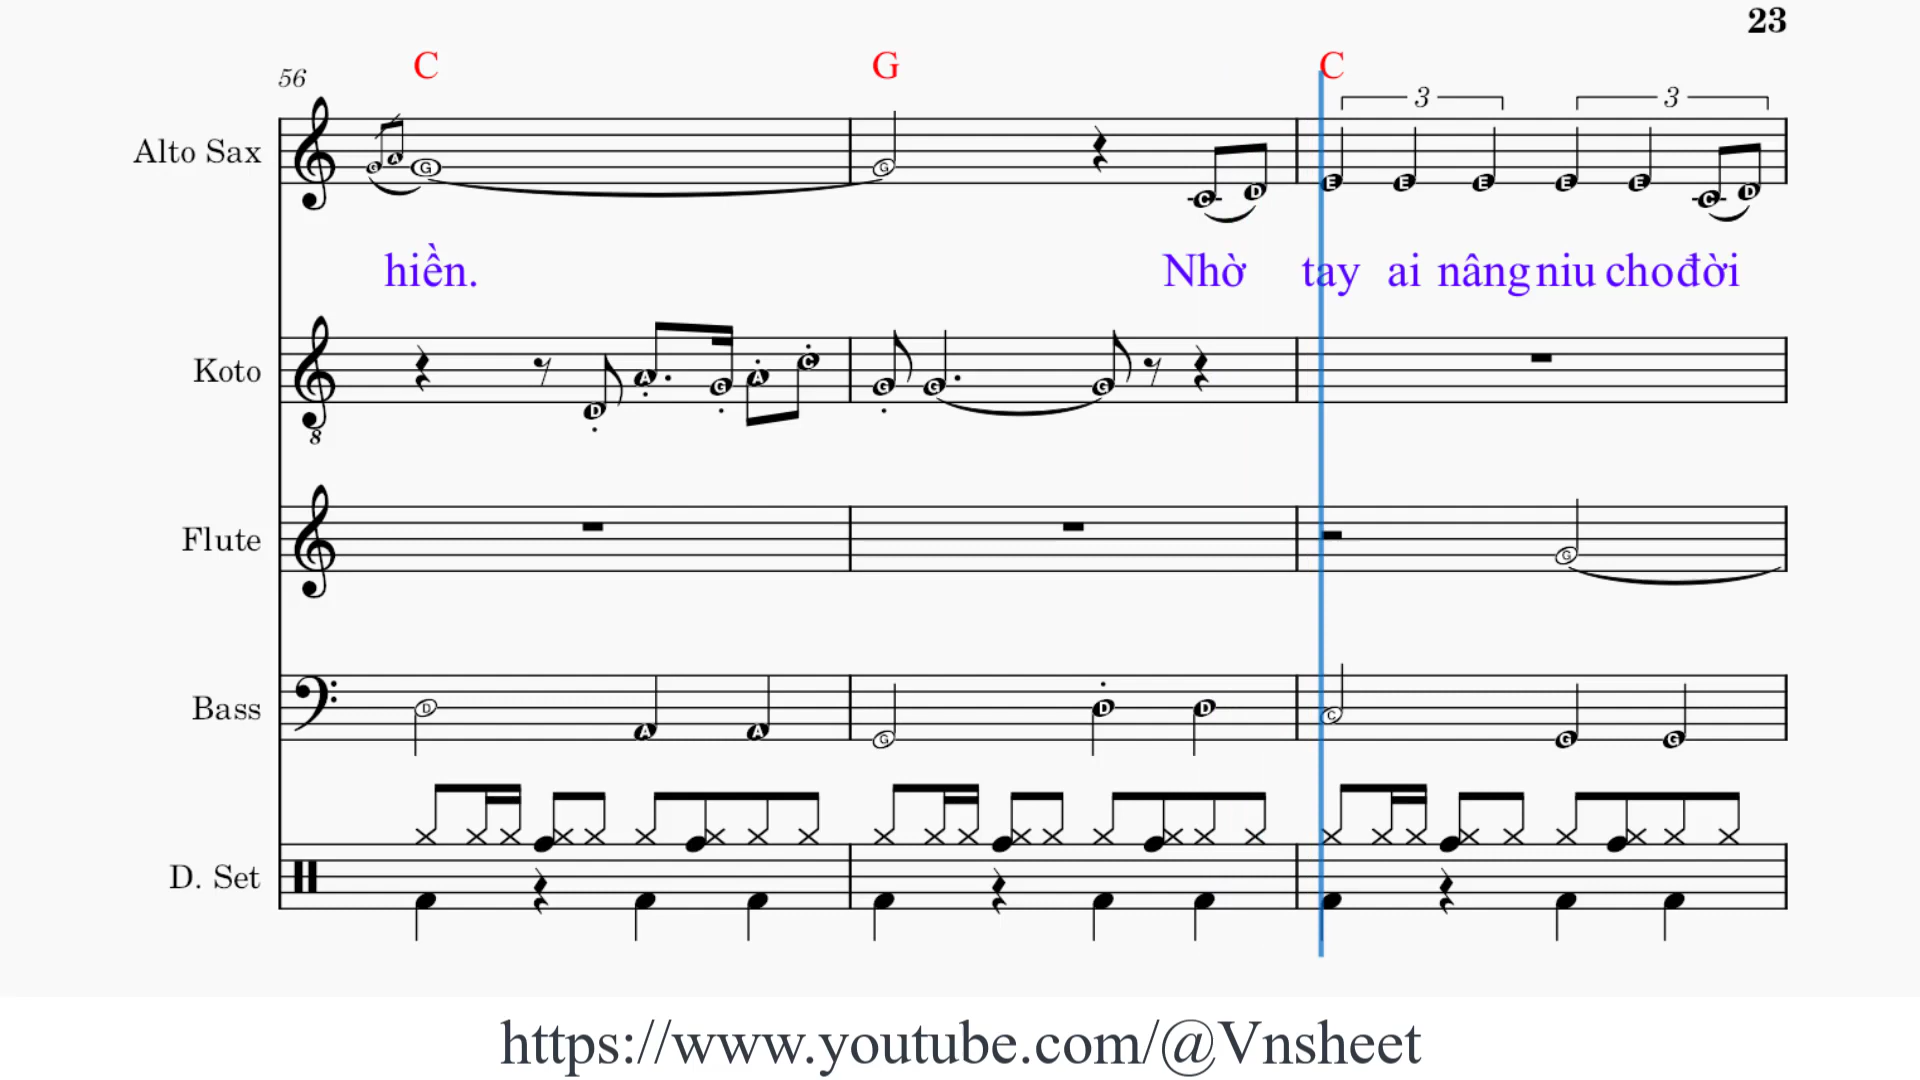 23
56 C G C
3 3
Alto Sax
G A G G C D E E E E E C D
hiền. Nhờ tay ai nâng niu cho đời
Koto
D A G A C G G G
8
Flute
G
Bass
D A A G D D C G G
D. Set
https://www.youtube.com/@Vnsheet